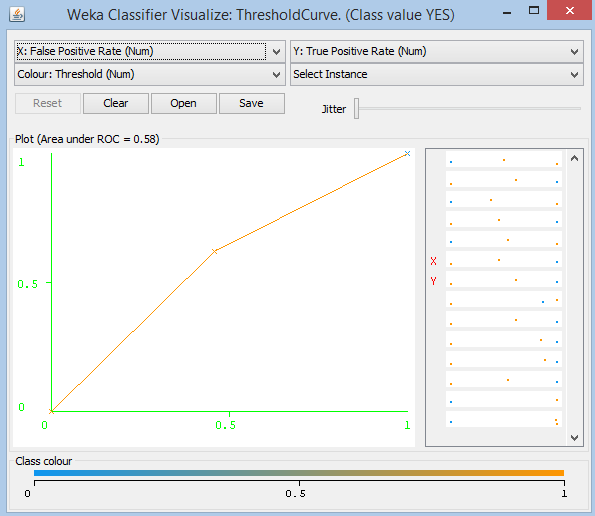 Weka Classifier Visualize: ThresholdCurve. (Class value YES)
X: False Positive Rate (Num) Y: True Positive Rate (Num)
Colour: Threshold (Num) Select Instance
Reset Clear Open Save Jitter
Plot (Area under ROC = 0.58)
1
0.5
0
0 0.5 1
X
Y
Class colour
0 0.5 1